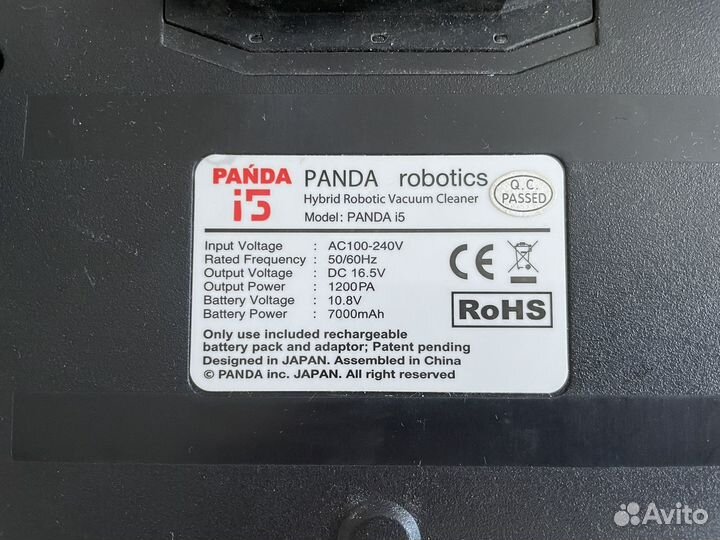 PAŃDA
i5
PANDA robotics
Hybrid Robotic Vacuum Cleaner
Model: PANDA i5
Q.C.
PASSED
Input Voltage : AC100-240V
Rated Frequency : 50/60Hz
Output Voltage : DC 16.5V
Output Power : 1200PA
Battery Voltage : 10.8V
Battery Power : 7000mAh
CE
RoHS
Only use included rechargeable
battery pack and adaptor; Patent pending
Designed in JAPAN. Assembled in China
© PANDA inc. JAPAN. All right reserved
Avito